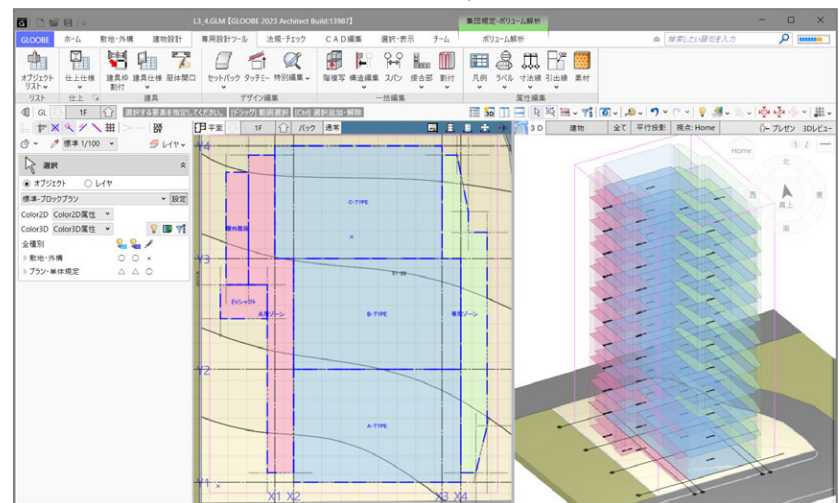 L3_4.GLM【GLOOBE 2023 Architect Build:13987】
集団規定-ボリューム解析
GLOOBE ホーム 敷地・外構 建物設計 専用設計ツール 法規・チェック CAD編集 選択・表示 チーム ボリューム解析 検索したい語句を入力
オブジェクトリスト 仕上仕様 建具枠割付 建具仕様 躯体開口 セットバック タッチミー 特別編集 階複写 構造編集 スパン 接合部 割付 凡例 ラベル 寸法線 引出線 素材
リスト 仕上 建具 デザイン編集 一括編集 属性編集
GL 1F 選択する要素を指定してください。 [ドラッグ] 範囲選択 [Ctrl] 選択追加・解除
標準 1/100 レイヤ
平面 1F バック 通常
3D 建物 全て 平行投影 視点: Home プレゼン 3Dレビュー
選択
オブジェクト レイヤ
標準-ブロックプラン 設定
Color2D Color2D属性
Color3D Color3D属性
全種別
敷地・外構
プラン・単体規定
Y4
C-TYPE
屋外階段
Y3
EVシャフト
共用ゾーン
B-TYPE
専用ゾーン
Y2
A-TYPE
Y1
X1 X2 X3 X4
Home
1 2
北
西 真上 東
南